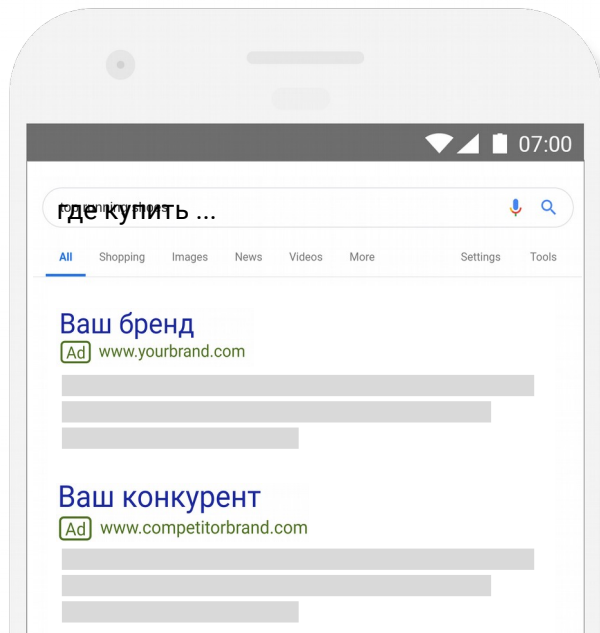 07:00
где купить ...
All Shopping Images News Videos More Settings Tools
Ваш бренд
Ad www.yourbrand.com
Ваш конкурент
Ad www.competitorbrand.com